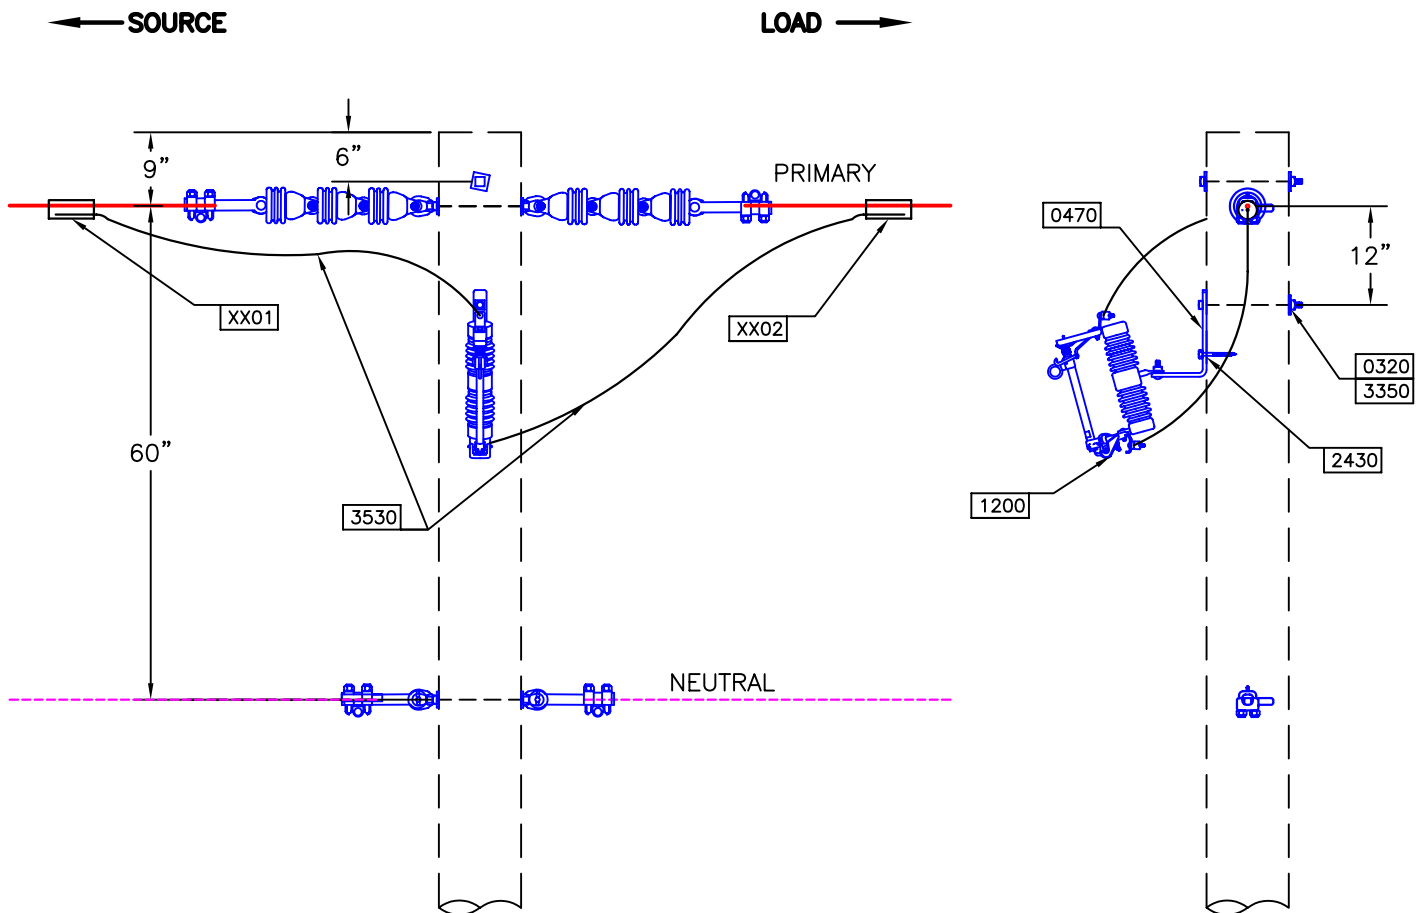 SOURCE
LOAD
9”
6”
PRIMARY
0470
12”
XX01
XX02
0320
3350
60”
2430
1200
3530
NEUTRAL